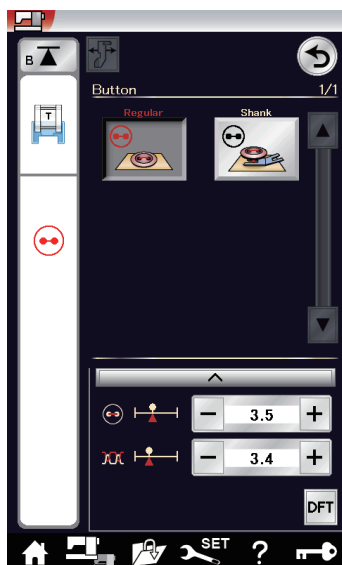 B
T
Button 1/1
Regular Shank
3.5
3.4
DFT
SET
?